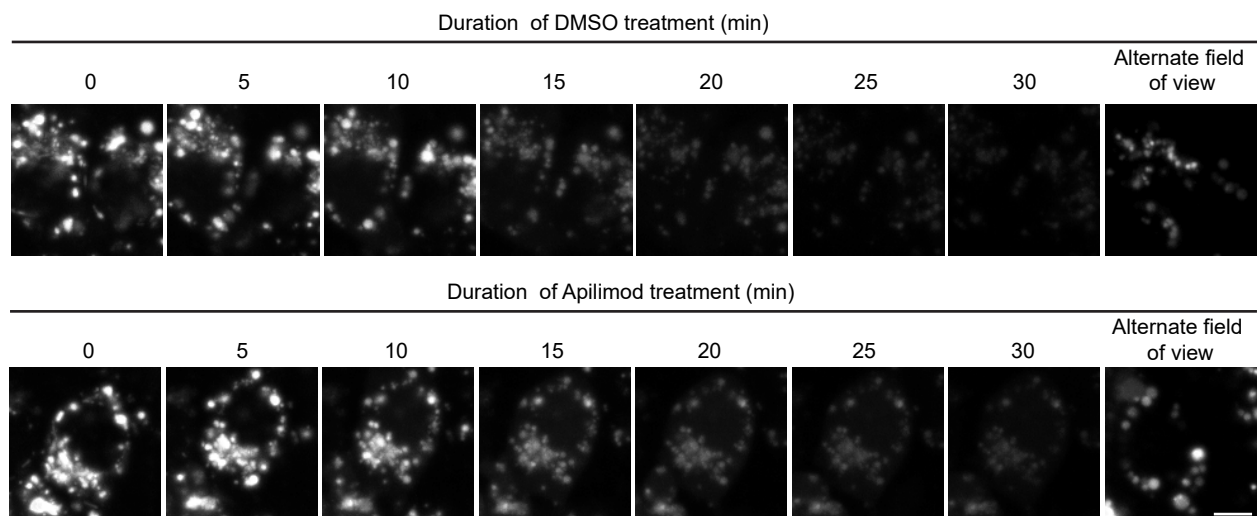 Duration of DMSO treatment (min)
0 5 10 15 20 25 30 Alternate field
of view
Duration of Apilimod treatment (min)
0 5 10 15 20 25 30 Alternate field
of view